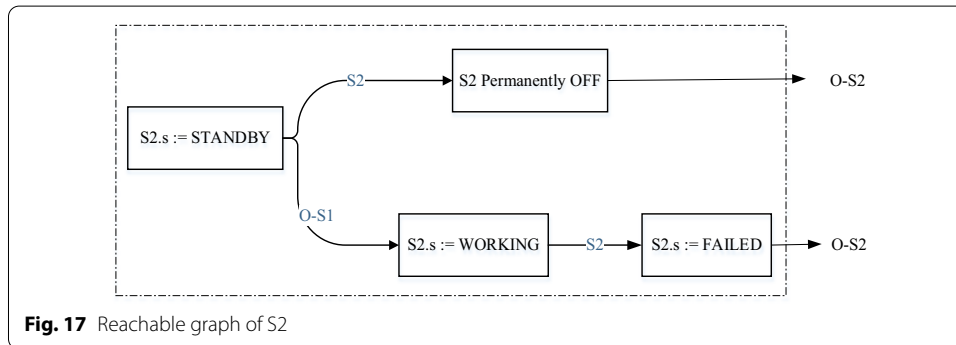 S2
S2 Permanently OFF
O-S2
S2.s := STANDBY
O-S1
S2.s := WORKING
S2
S2.s := FAILED
O-S2
Fig. 17 Reachable graph of S2